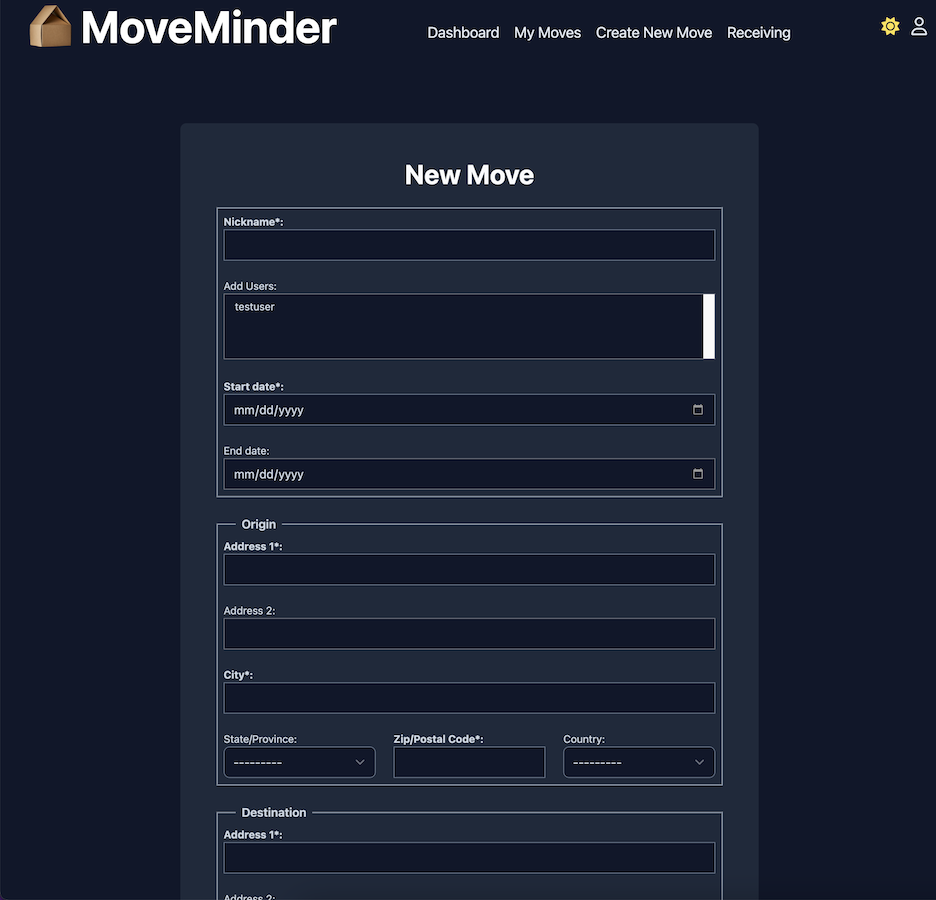 MoveMinder
Dashboard My Moves Create New Move Receiving
New Move
Nickname*:
Add Users:
testuser
Start date*:
mm/dd/yyyy
End date:
mm/dd/yyyy
Origin
Address 1*:
Address 2:
City*:
State/Province: Zip/Postal Code*: Country:
--------- ---------
Destination
Address 1*:
Address 2: